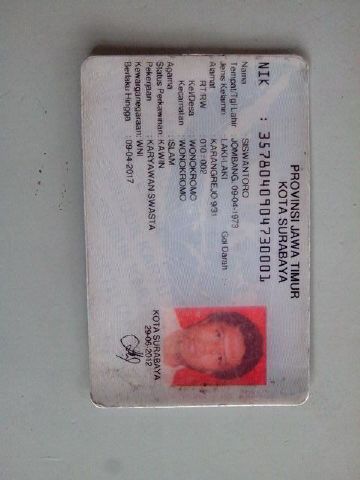 PROVINSI JAWA TIMUR
KOTA SURABAYA
NIK : 3578040904730001
Nama : SISWANTORO
Tempat/Tgl Lahir : JOMBANG, 09-04-1973
Jenis Kelamin : LAKI-LAKI Gol Darah :
Alamat : KARANGREJO 9/31
RT/RW : 010/002
Kel/Desa : WONOKROMO
Kecamatan : WONOKROMO
Agama : ISLAM
Status Perkawinan: KAWIN
Pekerjaan : KARYAWAN SWASTA
Kewarganegaraan: WNI
Berlaku Hingga : 09-04-2017
KOTA SURABAYA
29-06-2012